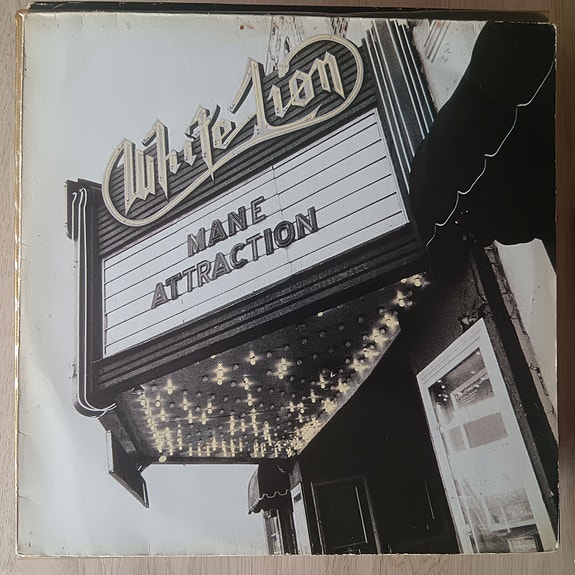 White Lion
MANE
ATTRACTION